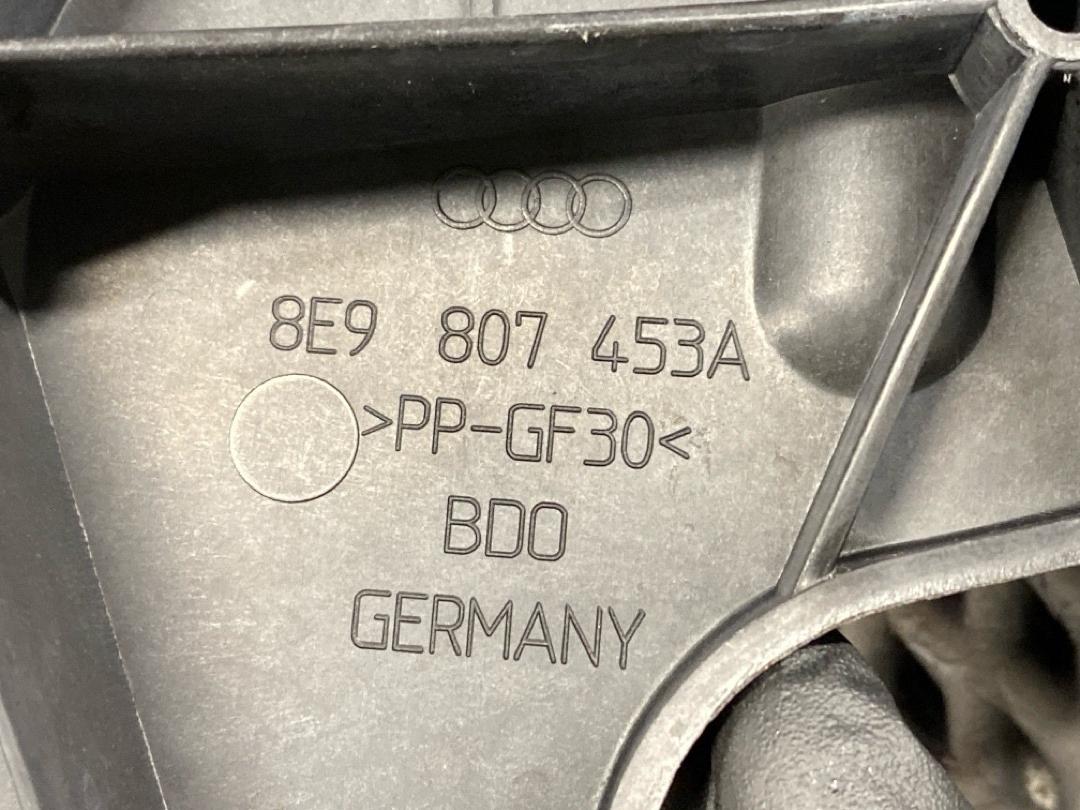 8E9 807 453A
>PP-GF30<
BDO
GERMANY